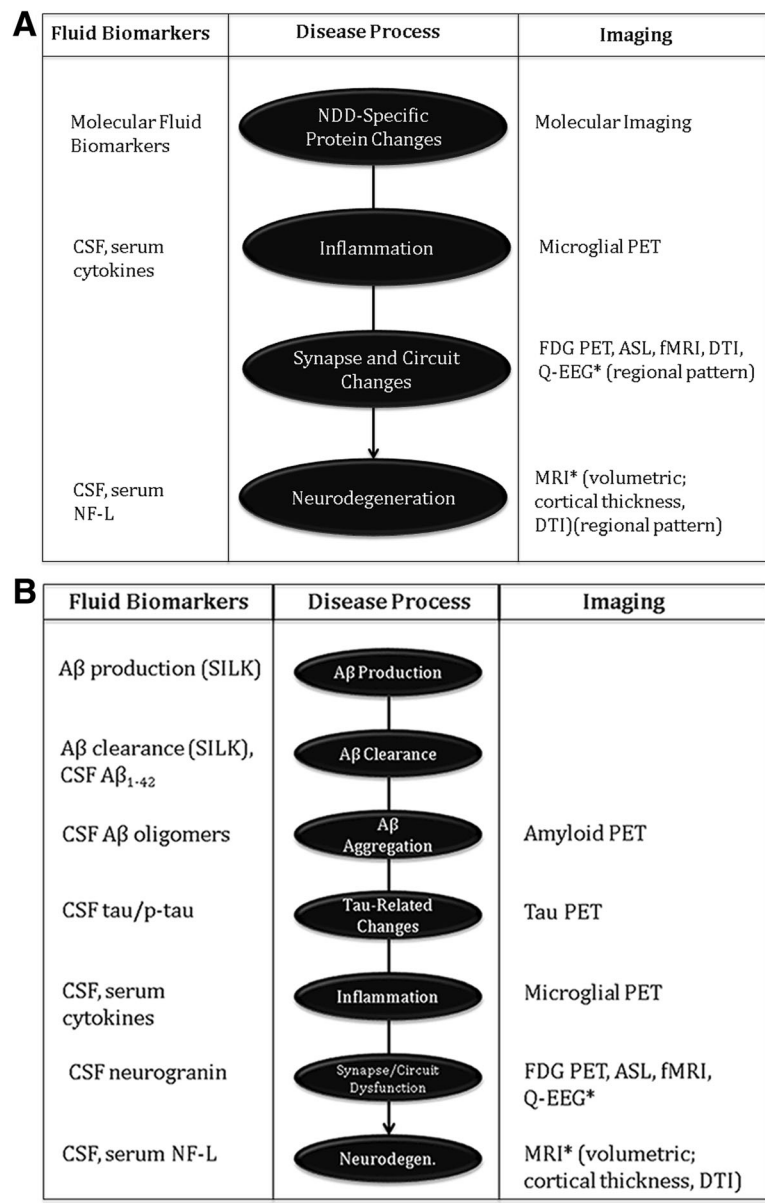 A
Fluid Biomarkers
Disease Process
Imaging
Molecular Fluid
Biomarkers
NDD-Specific
Protein Changes
Molecular Imaging
CSF, serum
cytokines
Inflammation
Microglial PET
Synapse and Circuit
Changes
FDG PET, ASL, fMRI, DTI,
Q-EEG* (regional pattern)
CSF, serum
NF-L
Neurodegeneration
MRI* (volumetric;
cortical thickness,
DTI)(regional pattern)
B
Fluid Biomarkers
Disease Process
Imaging
Aβ production (SILK)
Aβ Production
Aβ clearance (SILK),
CSF Aβ₁₋₄₂
Aβ Clearance
CSF Aβ oligomers
Aβ
Aggregation
Amyloid PET
CSF tau/p-tau
Tau-Related
Changes
Tau PET
CSF, serum
cytokines
Inflammation
Microglial PET
CSF neurogranin
Synapse/Circuit
Dysfunction
FDG PET, ASL, fMRI,
Q-EEG*
CSF, serum NF-L
Neurodegen.
MRI* (volumetric;
cortical thickness, DTI)